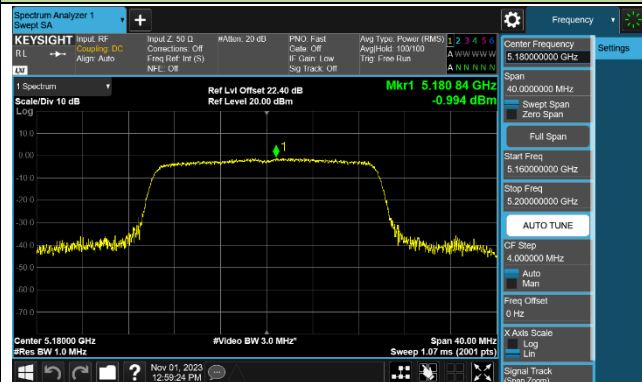 Spectrum Analyzer 1
Swept SA
+
Frequency
KEYSIGHT
RL
LXI
Input: RF
Coupling: DC
Align: Auto
Input Z: 50 Ω
Corrections: Off
Freq Ref: Int (S)
NFE: Off
#Atten: 20 dB
PNO: Fast
Gate: Off
IF Gain: Low
Sig Track: Off
Avg Type: Power (RMS)
Avg|Hold: 100/100
Trig: Free Run
1 2 3 4 5 6
A W W W W W
A N N N N N
Center Frequency
5.180000000 GHz
Settings
Span
40.0000000 MHz
Swept Span
Zero Span
Full Span
Start Freq
5.160000000 GHz
Stop Freq
5.200000000 GHz
AUTO TUNE
CF Step
4.000000 MHz
Auto
Man
Freq Offset
0 Hz
X Axis Scale
Log
Lin
Signal Track
(Span Zoom)
1 Spectrum
Scale/Div 10 dB
Log
Ref Lvl Offset 22.40 dB
Ref Level 20.00 dBm
Mkr1 5.180 84 GHz
-0.994 dBm
1
10.0
0.00
-10.0
-20.0
-30.0
-40.0
-50.0
-60.0
-70.0
Center 5.18000 GHz
#Res BW 1.0 MHz
#Video BW 3.0 MHz*
Span 40.00 MHz
Sweep 1.07 ms (2001 pts)
?
Nov 01, 2023
12:59:24 PM